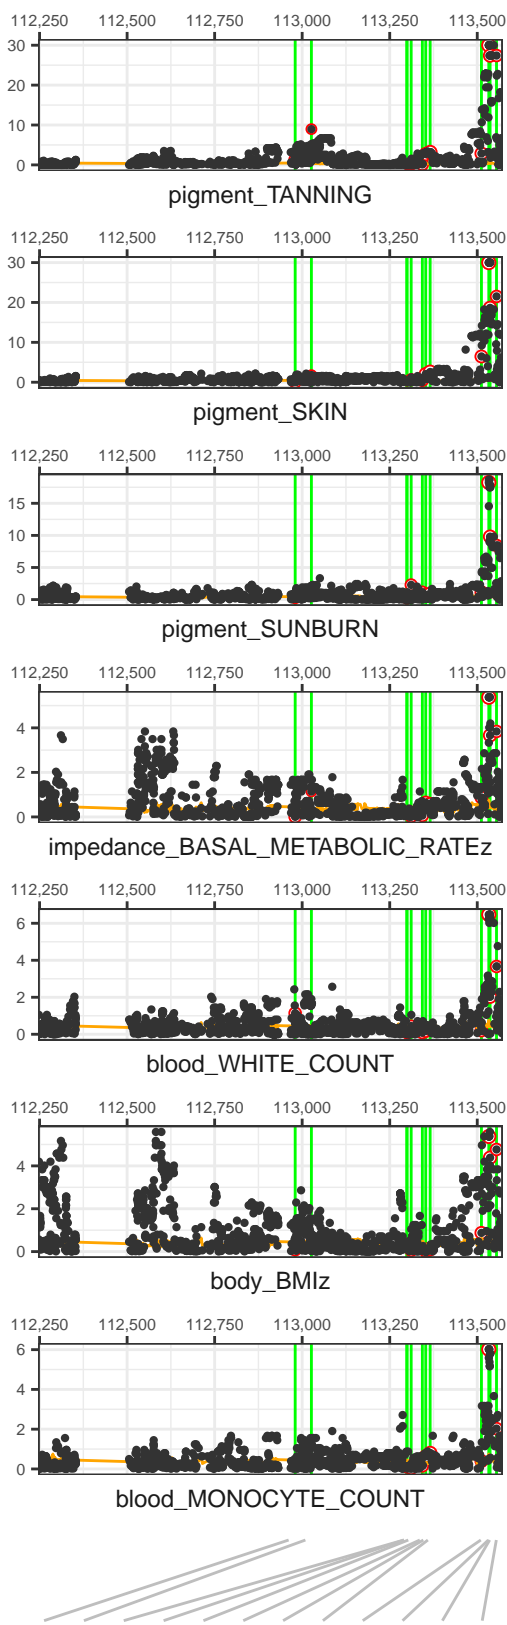 112,250 112,500 112,750 113,000 113,250 113,500
30
20
10
0
pigment_TANNING
112,250 112,500 112,750 113,000 113,250 113,500
30
20
10
0
pigment_SKIN
112,250 112,500 112,750 113,000 113,250 113,500
15
10
5
0
pigment_SUNBURN
112,250 112,500 112,750 113,000 113,250 113,500
4
2
0
impedance_BASAL_METABOLIC_RATEz
112,250 112,500 112,750 113,000 113,250 113,500
6
4
2
0
blood_WHITE_COUNT
112,250 112,500 112,750 113,000 113,250 113,500
4
2
0
body_BMIz
112,250 112,500 112,750 113,000 113,250 113,500
6
4
2
0
blood_MONOCYTE_COUNT